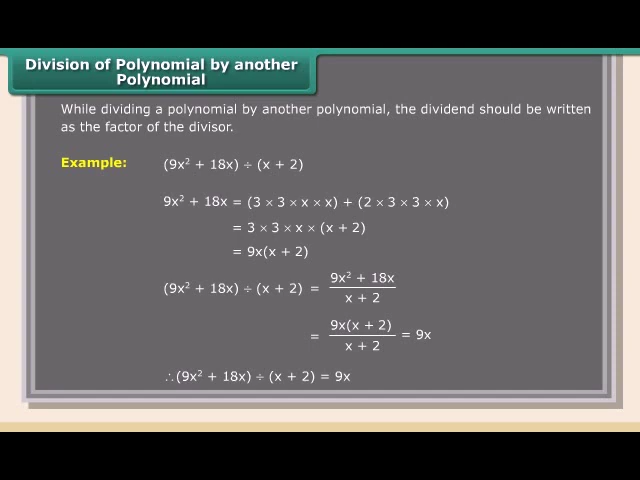 Division of Polynomial by another
Polynomial
While dividing a polynomial by another polynomial, the dividend should be written
as the factor of the divisor.
Example: (9x² + 18x) ÷ (x + 2)
9x² + 18x = (3 × 3 × x × x) + (2 × 3 × 3 × x)
= 3 × 3 × x × (x + 2)
= 9x(x + 2)
(9x² + 18x) ÷ (x + 2) = 9x² + 18x
x + 2
= 9x(x + 2) = 9x
x + 2
∴ (9x² + 18x) ÷ (x + 2) = 9x